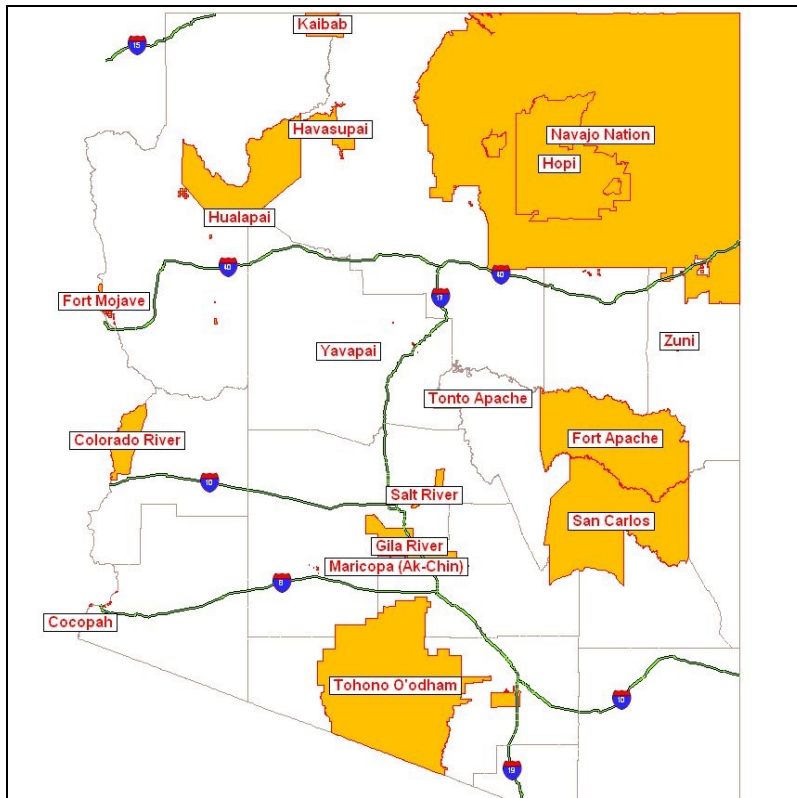 Kaibab
15
Havasupai
Navajo Nation
Hopi
Hualapai
40
40
17
Fort Mojave
Zuni
Yavapai
Tonto Apache
Colorado River
Fort Apache
10
Salt River
San Carlos
Gila River
Maricopa (Ak-Chin)
8
Cocopah
Tohono O'odham
10
19